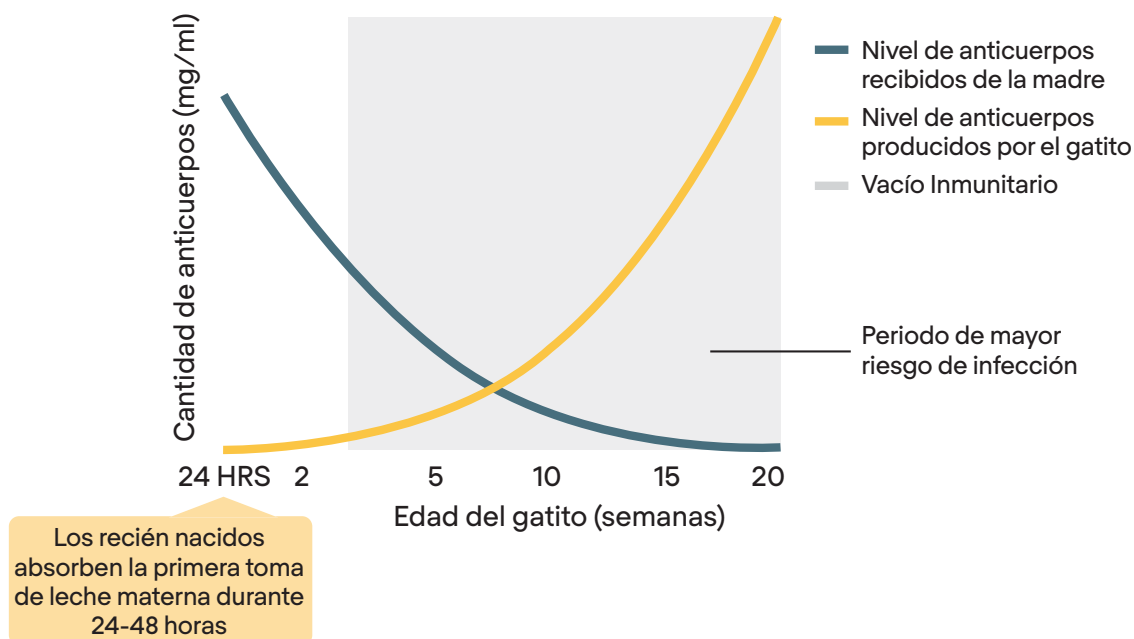 Cantidad de anticuerpos (mg/ml)
Nivel de anticuerpos
recibidos de la madre
Nivel de anticuerpos
producidos por el gatito
Vacío Inmunitario
Periodo de mayor
riesgo de infección
24 HRS 2 5 10 15 20
Edad del gatito (semanas)
Los recién nacidos
absorben la primera toma
de leche materna durante
24-48 horas